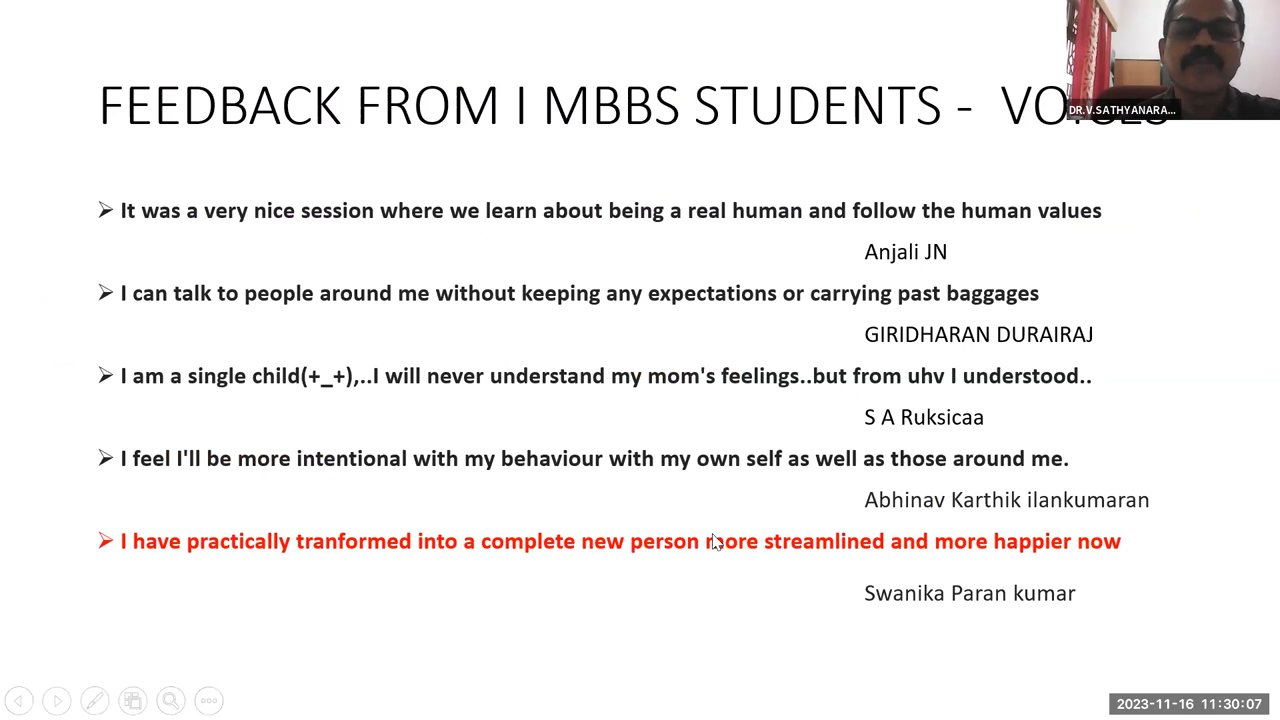 FEEDBACK FROM I MBBS STUDENTS -
DR.V.SATHYANARA...
➢ It was a very nice session where we learn about being a real human and follow the human values
Anjali JN
➢ I can talk to people around me without keeping any expectations or carrying past baggages
GIRIDHARAN DURAIRAJ
➢ I am a single child(+_+),..I will never understand my mom's feelings..but from uhv I understood..
S A Ruksicaa
➢ I feel I'll be more intentional with my behaviour with my own self as well as those around me.
Abhinav Karthik ilankumaran
➢ I have practically tranformed into a complete new person more streamlined and more happier now
Swanika Paran kumar
2023-11-16 11:30:07